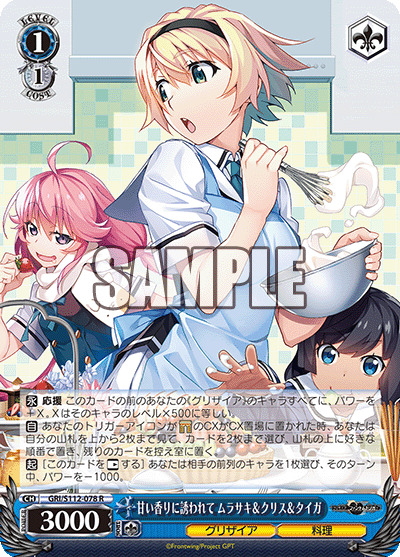 LEVEL
1
1
COST
SAMPLE
永 応援 このカードの前のあなたの《グリザイア》のキャラすべてに、パワーを
＋X。Xはそのキャラのレベル×500に等しい。
自 あなたのトリガーアイコンが のCXがCX置場に置かれた時、あなたは
自分の山札を上から2枚まで見て、カードを2枚まで選び、山札の上に好きな
順番で置き、残りのカードを控え室に置く。
起 ［このカードを する］ あなたは相手の前列のキャラを1枚選び、そのターン
中、パワーを－1000。
CH GRI/S112-078 R
甘い香りに誘われて ムラサキ&クリス&タイガ
3000
POWER
グリザイア
料理
©Frontwing/Project GPT